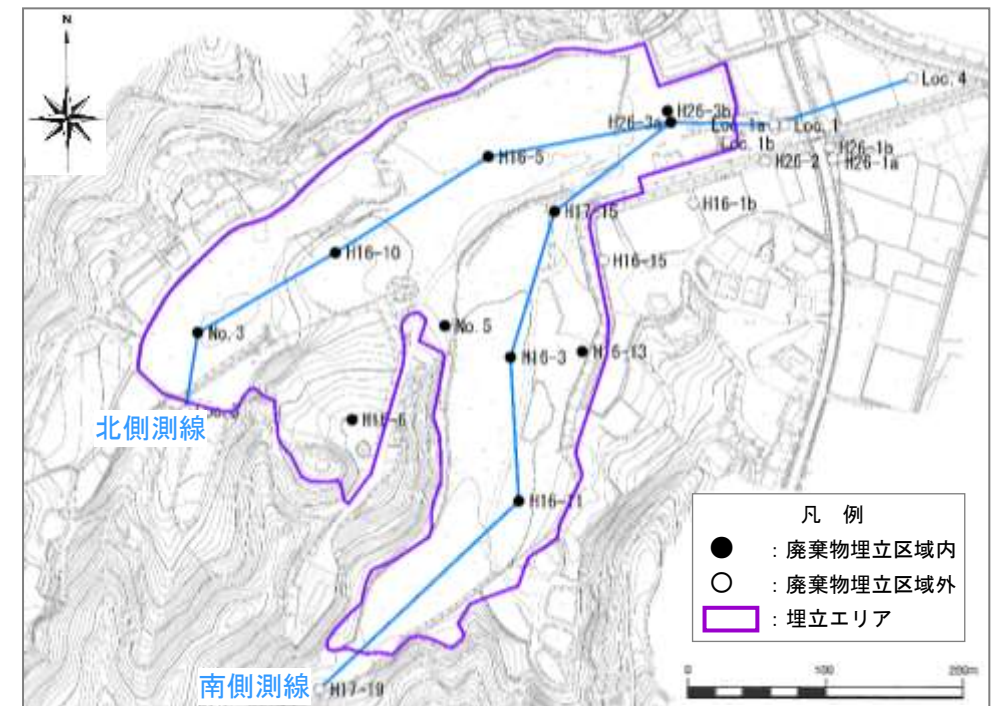 N
Loc. 4
H26-3b
H26-3a
Loc. 1a
Loc. 1
Loc. 1b
H26-1b
H26-2
H26-1a
H16-5
H17-15
H16-1b
H16-10
H16-15
No. 3
No. 5
H16-3
H16-13
北側測線
H16-6
H16-11
南側測線
H17-19
凡 例
● : 廃棄物埋立区域内
○ : 廃棄物埋立区域外
: 埋立エリア
0 100 200m